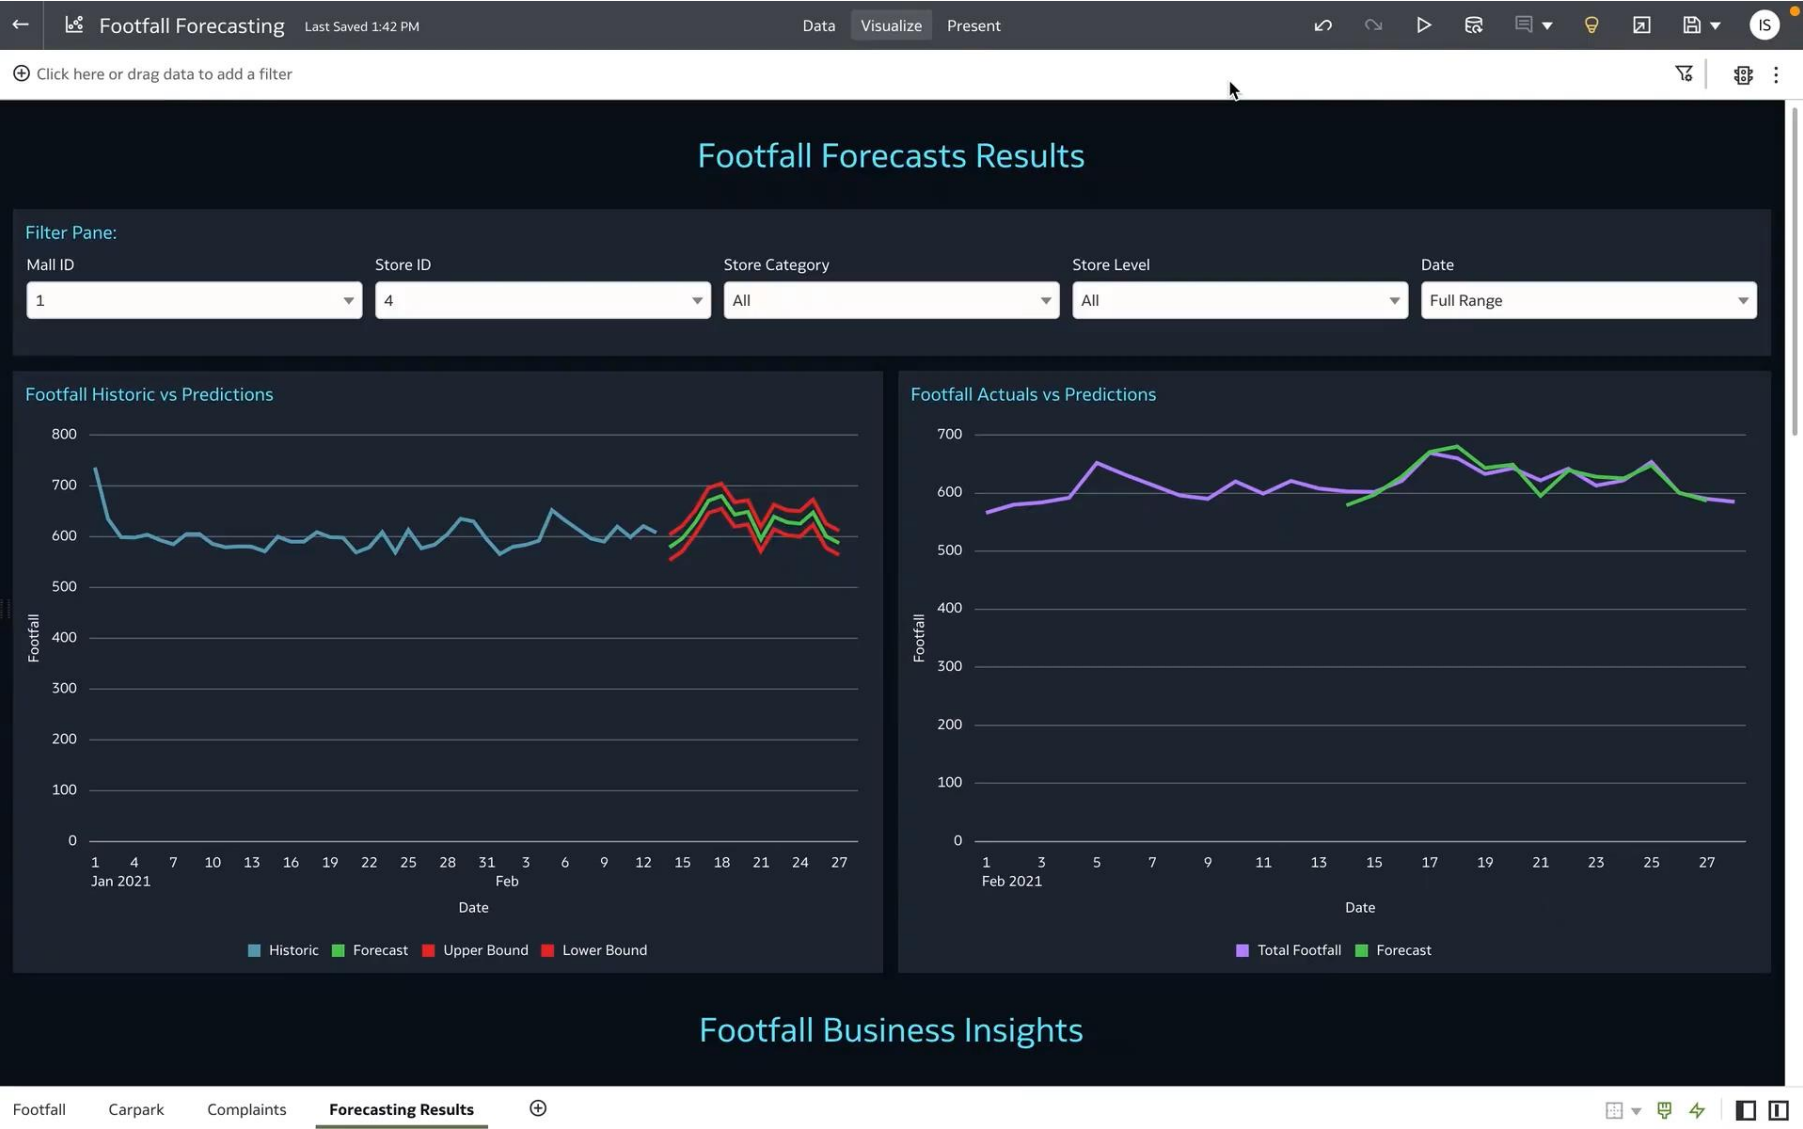 Footfall Forecasting Last Saved 1:42 PM Data Visualize Present IS
Click here or drag data to add a filter
Footfall Forecasts Results
Filter Pane:
Mall ID Store ID Store Category Store Level Date
1 4 All All Full Range
Footfall Historic vs Predictions
800
700
600
500
400
300
200
100
0
Footfall
1 4 7 10 13 16 19 22 25 28 31 3 6 9 12 15 18 21 24 27
Jan 2021 Feb
Date
Historic Forecast Upper Bound Lower Bound
Footfall Actuals vs Predictions
700
600
500
400
300
200
100
0
Footfall
1 3 5 7 9 11 13 15 17 19 21 23 25 27
Feb 2021
Date
Total Footfall Forecast
Footfall Business Insights
Footfall Carpark Complaints Forecasting Results